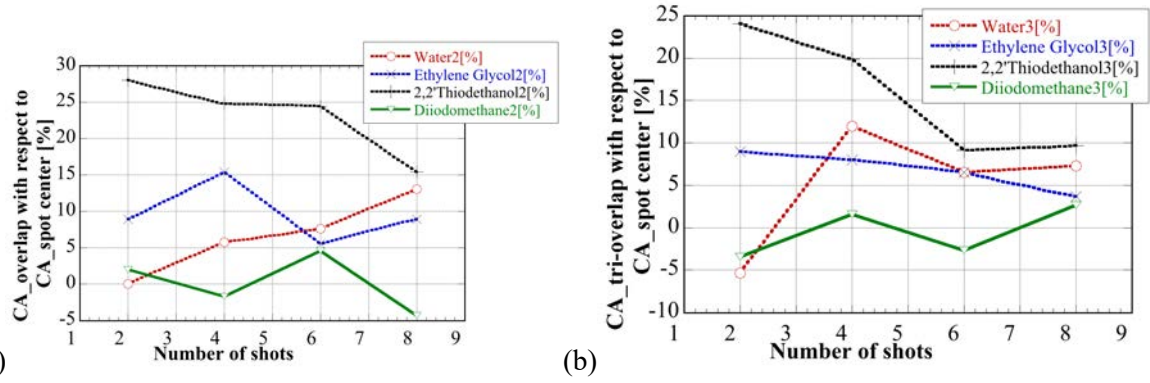 Water2[%]
Ethylene Glycol2[%]
2,2'Thiodethanol2[%]
Diiodomethane2[%]
CA_overlap with respect to
CA_spot center [%]
30
25
20
15
10
5
0
-5
1 2 3 4 5 6 7 8 9
Number of shots
)
Water3[%]
Ethylene Glycol3[%]
2,2'Thiodethanol3[%]
Diiodomethane3[%]
CA_tri-overlap with respect to
CA_spot center [%]
25
20
15
10
5
0
-5
-10
1 2 3 4 5 6 7 8 9
Number of shots
(b)